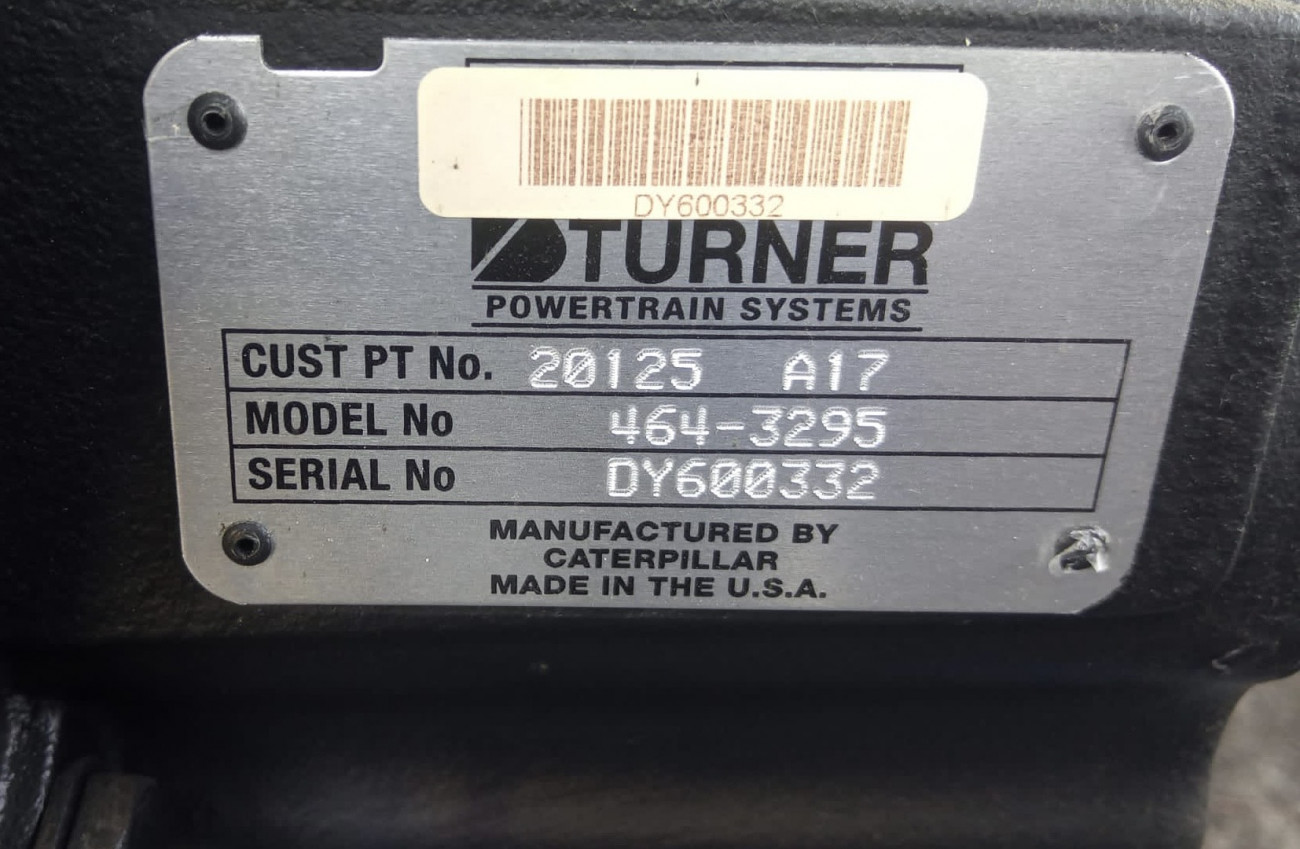 DY600332
TURNER
POWERTRAIN SYSTEMS
CUST PT No. 20125 A17
MODEL No 464-3295
SERIAL No DY600332
MANUFACTURED BY
CATERPILLAR
MADE IN THE U.S.A.